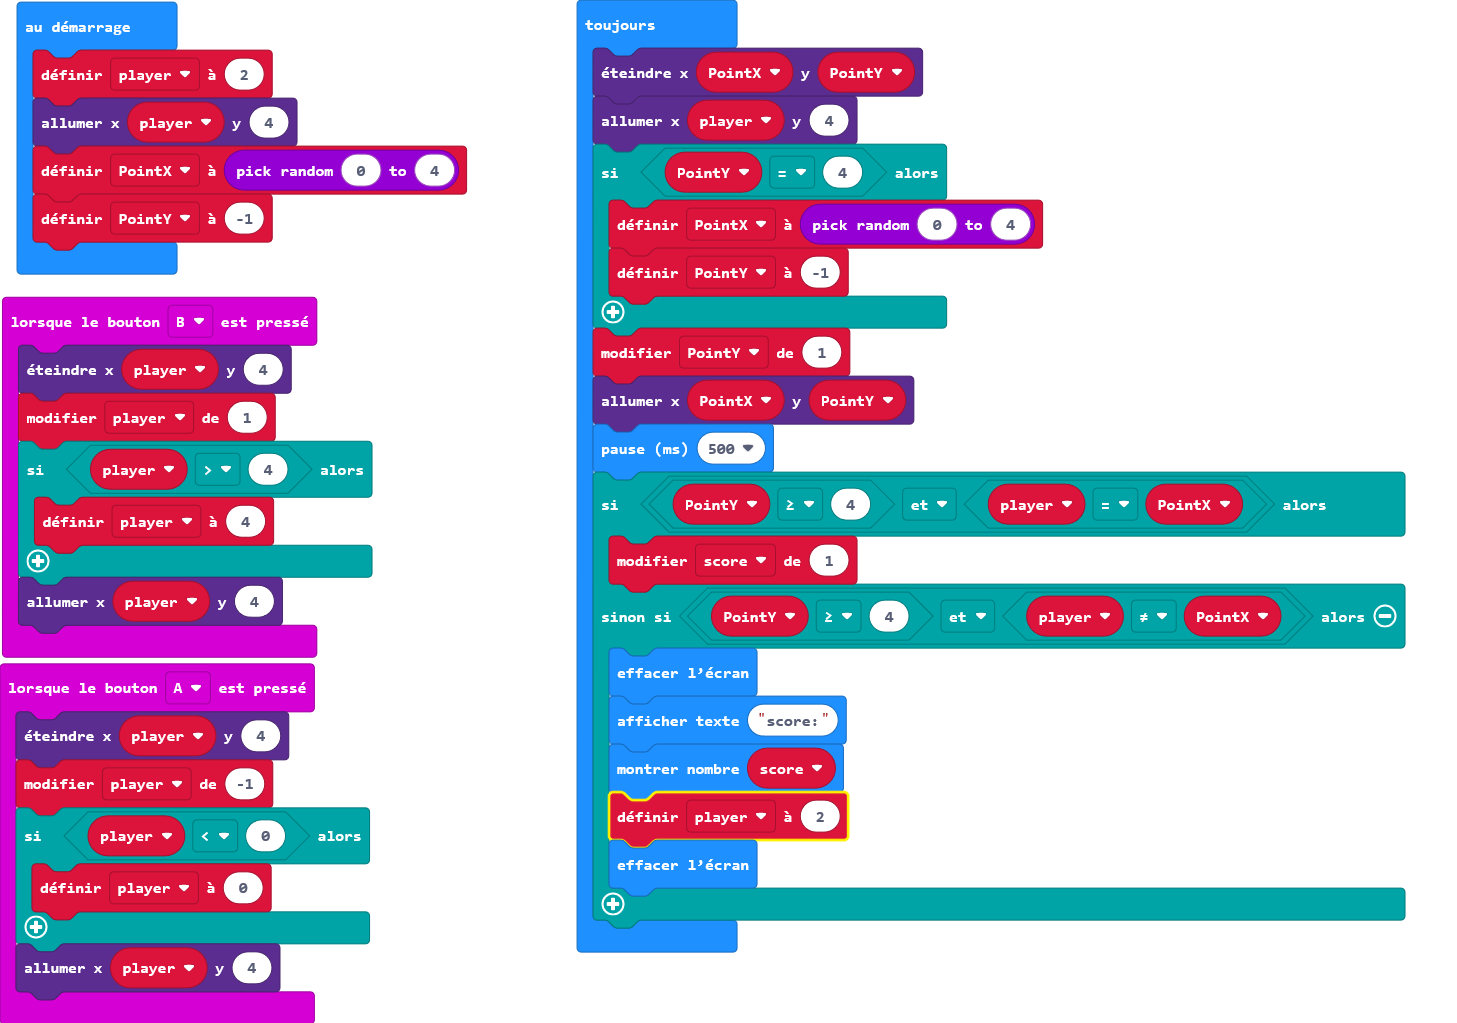 au démarrage
définir player à 2
allumer x player y 4
définir PointX à pick random 0 to 4
définir PointY à -1
lorsque le bouton B est pressé
éteindre x player y 4
modifier player de 1
si player > 4 alors
définir player à 4
allumer x player y 4
lorsque le bouton A est pressé
éteindre x player y 4
modifier player de -1
si player < 0 alors
définir player à 0
allumer x player y 4
toujours
éteindre x PointX y PointY
allumer x player y 4
si PointY = 4 alors
définir PointX à pick random 0 to 4
définir PointY à -1
modifier PointY de 1
allumer x PointX y PointY
pause (ms) 500
si PointY ≥ 4 et player = PointX alors
modifier score de 1
sinon si PointY ≥ 4 et player ≠ PointX alors
effacer l’écran
afficher texte "score:"
montrer nombre score
définir player à 2
effacer l’écran